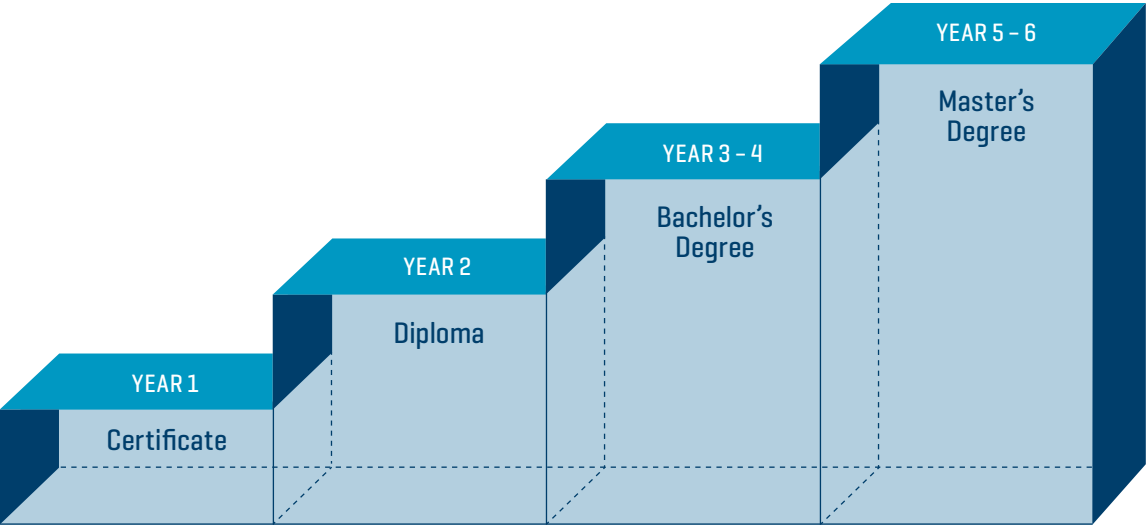 YEAR 1
Certificate
YEAR 2
Diploma
YEAR 3 – 4
Bachelor’s
Degree
YEAR 5 – 6
Master’s
Degree